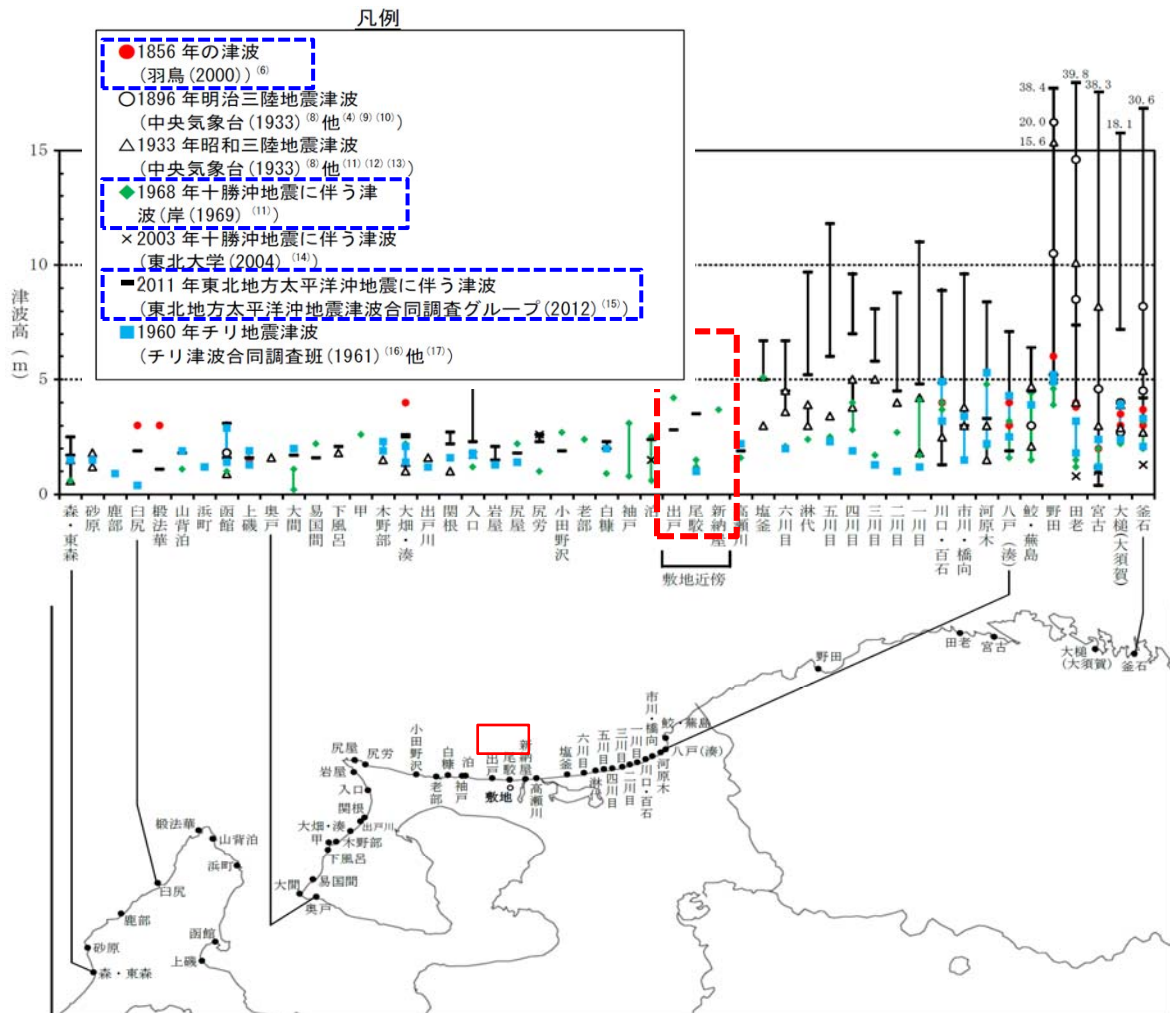 凡例
1856 年の津波
(羽鳥(2000)) (6)
1896 年明治三陸地震津波
(中央気象台(1933) (8)他(4)(9)(10)
1933 年昭和三陸地震津波
(中央気象台(1933) (8)他(11)(12)(13)
1968 年十勝沖地震に伴う津
波(岸(1969) (11)
2003 年十勝沖地震に伴う津波
(東北大学(2004) (14)
2011 年東北地方太平洋沖地震に伴う津波
(東北地方太平洋沖地震津波合同調査グループ(2012)(15)
1960 年チリ地震津波
(チリ津波合同調査班(1961)(16)他(17)
38.4
39.8
38.3
30.6
20.0
18.1
15.6
15
10
5
0
津波高(m)
森・東森
砂原
鹿部
臼尻
椴法華
山背泊
浜町
函館
上磯
奥戸
大間
易国間
下風呂
甲
木野部
大畑・湊
出戸川
関根
入口
岩屋
尻屋
尻労
小田野沢
老部
白糠
袖戸
泊
出戸
尾駮
新納屋
高瀬川
塩釜
六川目
淋代
五川目
四川目
三川目
二川目
一川目
川口・百石
市川・橋向
河原木
八戸(湊)
鮫・蕪島
野田
田老
宮古
大槌(大須賀)
釜石
敷地近傍
田老
宮古
大槌
(大須賀)
釜石
野田
市川・橋向
鮫・蕪島
八戸(湊)
河原木
川口・百石
一川目
二川目
三川目
四川目
五川目
淋代
六川目
塩釜
高瀬川
新納屋
尾駮
敷地
出戸
泊
袖戸
白糠
老部
小田野沢
尻労
尻屋
岩屋
入口
関根
出戸川
大畑・湊
木野部
甲
下風呂
易国間
大間
奥戸
椴法華
山背泊
浜町
臼尻
鹿部
函館
砂原
上磯
森・東森